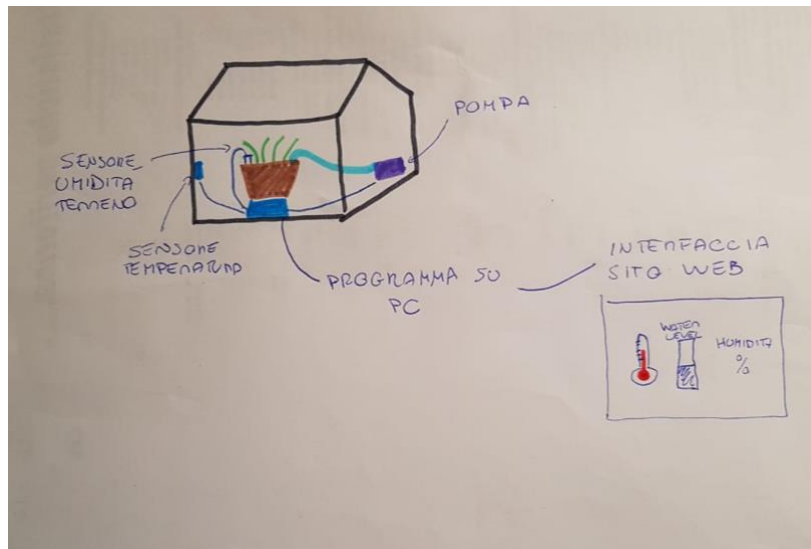 POMPA
SENSORE
UMIDITA
TERRENO
SENSORE
TEMPERATURA
PROGRAMMA SU
PC
INTERFACCIA
SITO WEB
WATER
LEVEL
HUMIDITA
%